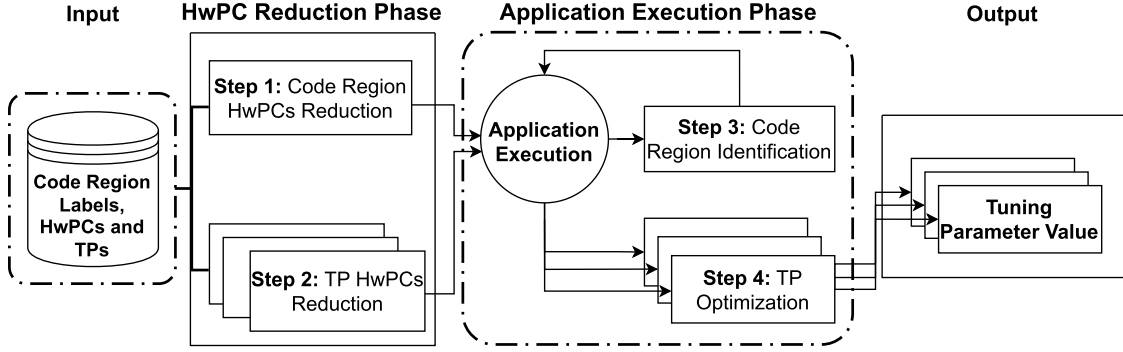 Input
HwPC Reduction Phase
Application Execution Phase
Output
Code Region
Labels,
HwPCs and
TPs
Step 1: Code Region
HwPCs Reduction
Step 2: TP HwPCs
Reduction
Application
Execution
Step 3: Code
Region Identification
Step 4: TP
Optimization
Tuning
Parameter Value